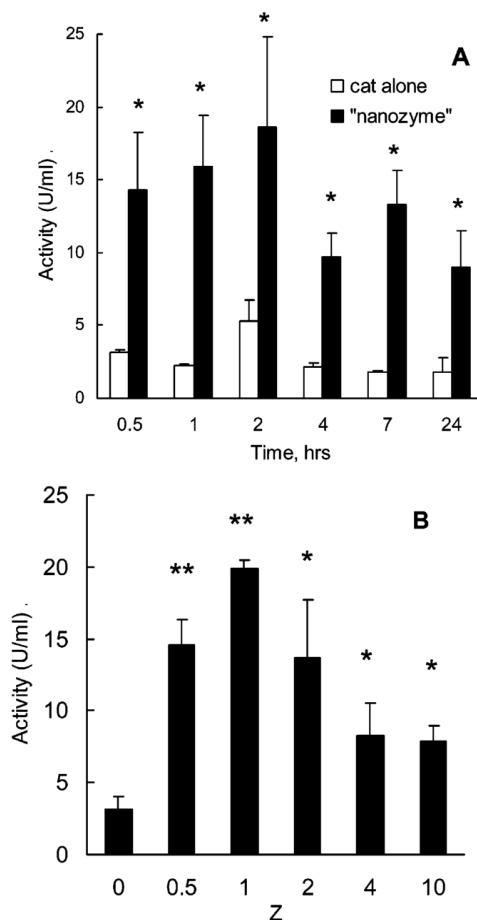 25
A
cat alone
"nanozyme"
20
15
10
5
0
Activity (U/ml) .
* * * * * *
0.5 1 2 4 7 24
Time, hrs
25
B
20
15
10
5
0
Activity (U/ml) .
** ** * * *
0 0.5 1 2 4 10
Z